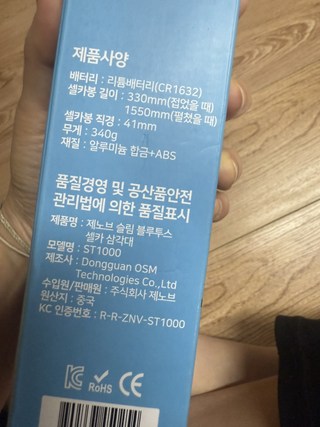 제품사양
배터리 : 리튬배터리(CR1632)
셀카봉 길이 : 330mm(접었을 때)
1550mm(펼쳤을 때)
셀카봉 직경 : 41mm
무게 : 340g
재질 : 알루미늄 합금+ABS
품질경영 및 공산품안전
관리법에 의한 품질표시
제품명 : 제노브 슬림 블루투스
셀카 삼각대
모델명 : ST1000
제조사 : Dongguan OSM
Technologies Co.,Ltd
수입원/판매원 : 주식회사 제노브
원산지 : 중국
KC 인증번호 : R-R-ZNV-ST1000
KC RoHS CE